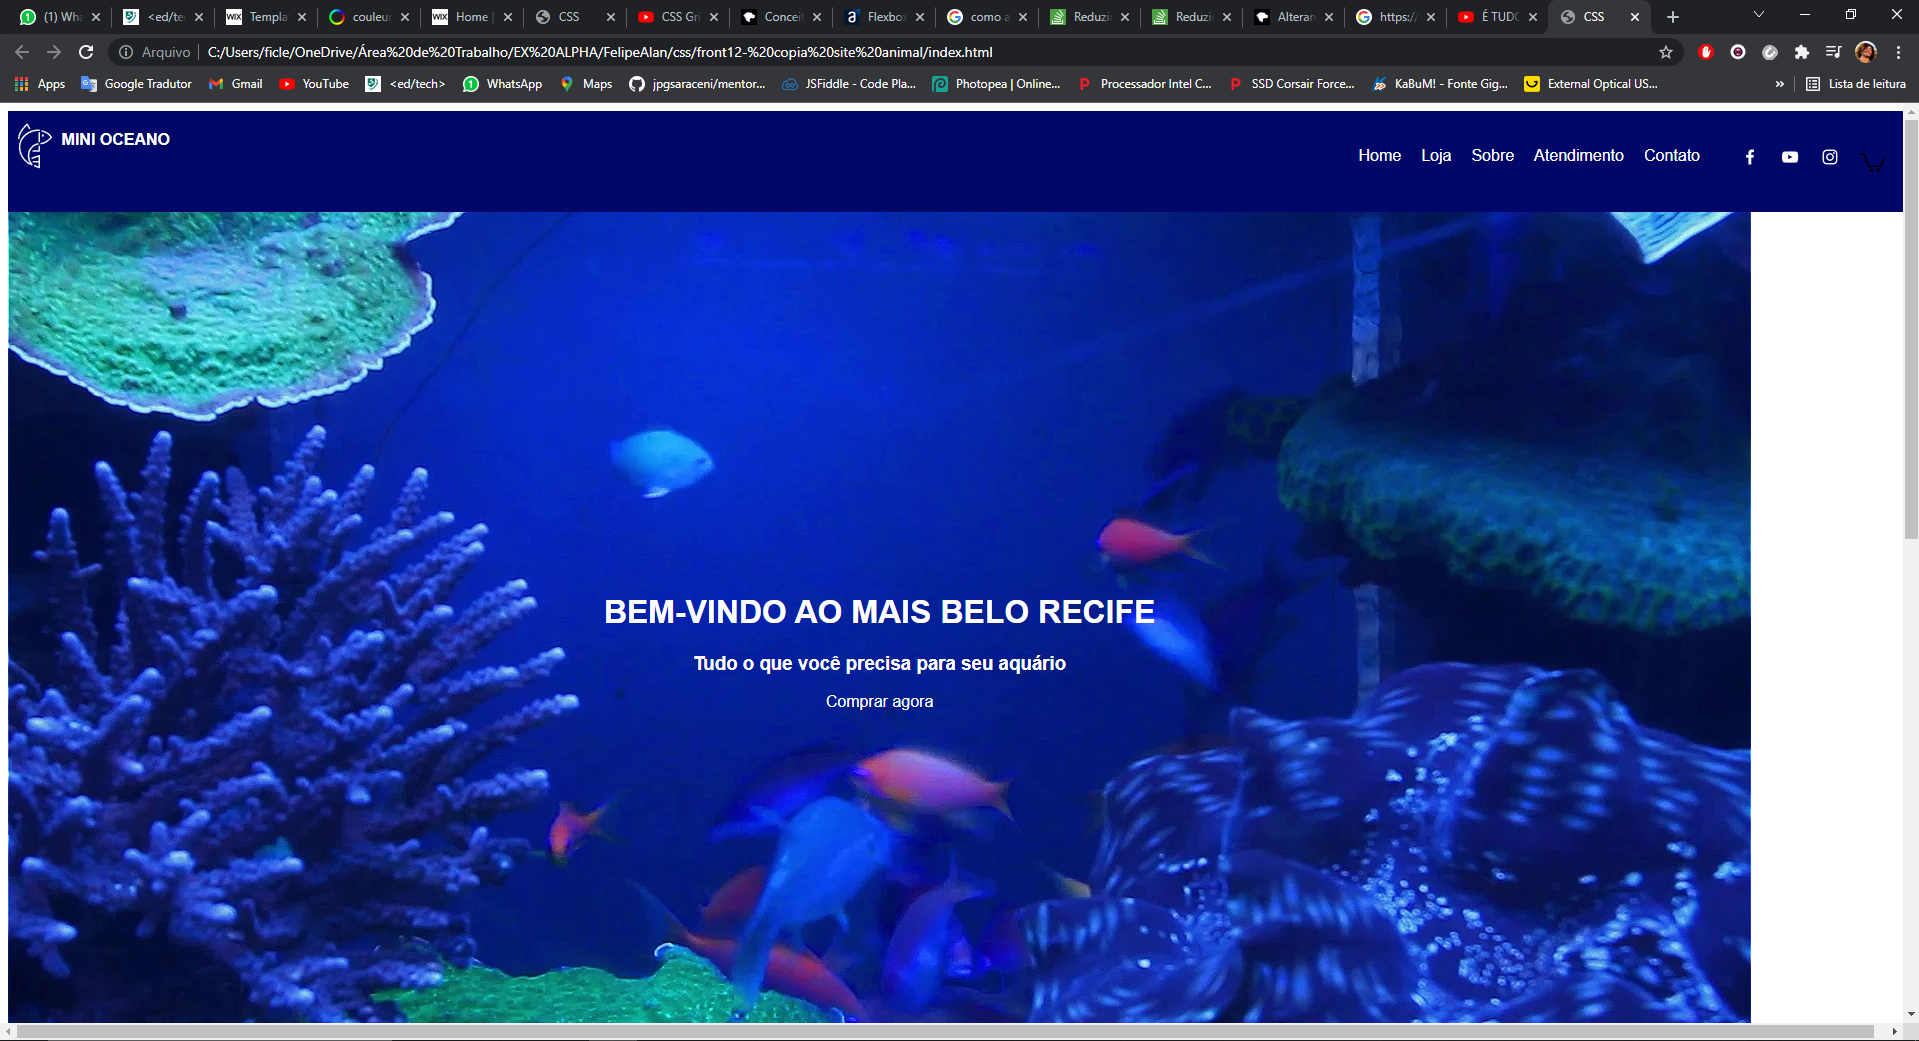 (1) Wha
<ed/te
Templa
couleur
Home |
CSS
CSS Gri
Conceit
Flexbo
como a
Reduzi
Reduzi
Alteran
https:/
É TUDO
CSS
Arquivo | C:/Users/ficle/OneDrive/Área%20de%20Trabalho/EX%20ALPHA/FelipeAlan/css/front12-%20copia%20site%20animal/index.html
Apps Google Tradutor Gmail YouTube <ed/tech> WhatsApp Maps jpgsaraceni/mentor... JSFiddle - Code Pla... Photopea | Online... Processador Intel C... SSD Corsair Force... KaBuM! - Fonte Gig... External Optical US... » Lista de leitura
MINI OCEANO
Home Loja Sobre Atendimento Contato
BEM-VINDO AO MAIS BELO RECIFE
Tudo o que você precisa para seu aquário
Comprar agora